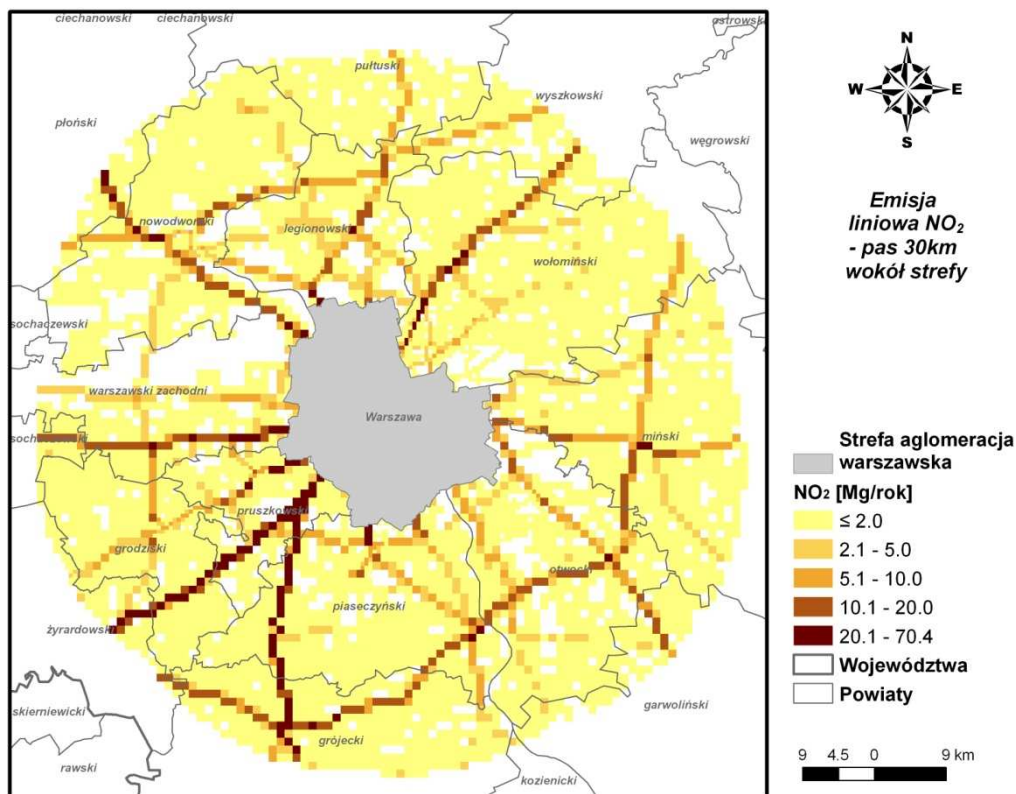 ciechanowski
ciechanowski
ostrowski
pułtuski
wyszkowski
płoński
węgrowski
nowodworski
legionowski
wołomiński
sochaczewski
warszawski zachodni
Warszawa
sochaczewski
miński
pruszkowski
grodziski
otwocki
piaseczyński
żyrardowski
skierniewicki
grójecki
garwoliński
rawski
kozienicki
N
W
E
S
Emisja
liniowa NO₂
- pas 30km
wokół strefy
Strefa aglomeracja
warszawska
NO₂ [Mg/rok]
≤ 2.0
2.1 - 5.0
5.1 - 10.0
10.1 - 20.0
20.1 - 70.4
Województwa
Powiaty
9 4.5 0 9 km